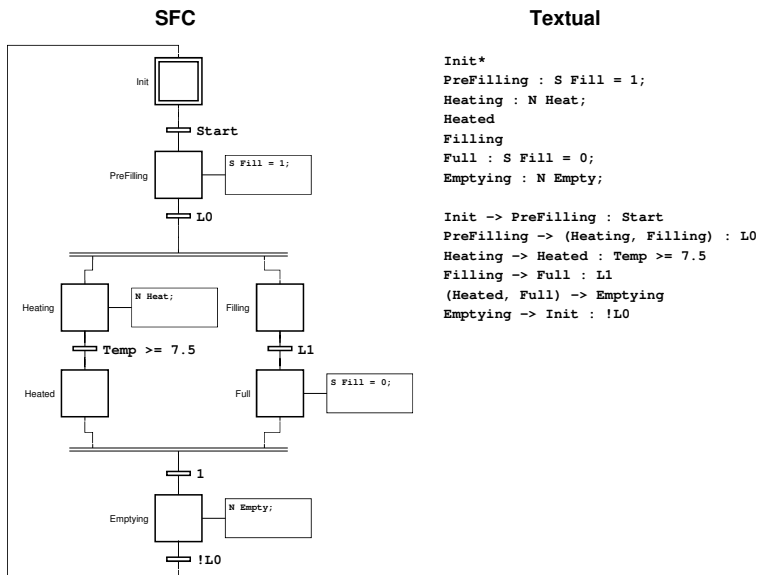 SFC
Init
Start
PreFilling
S Fill = 1;
L0
Heating
N Heat;
Filling
Temp >= 7.5
L1
Heated
Full
S Fill = 0;
1
Emptying
N Empty;
!L0
Textual
Init*
PreFilling : S Fill = 1;
Heating : N Heat;
Heated
Filling
Full : S Fill = 0;
Emptying : N Empty;
Init -> PreFilling : Start
PreFilling -> (Heating, Filling) : L0
Heating -> Heated : Temp >= 7.5
Filling -> Full : L1
(Heated, Full) -> Emptying
Emptying -> Init : !L0